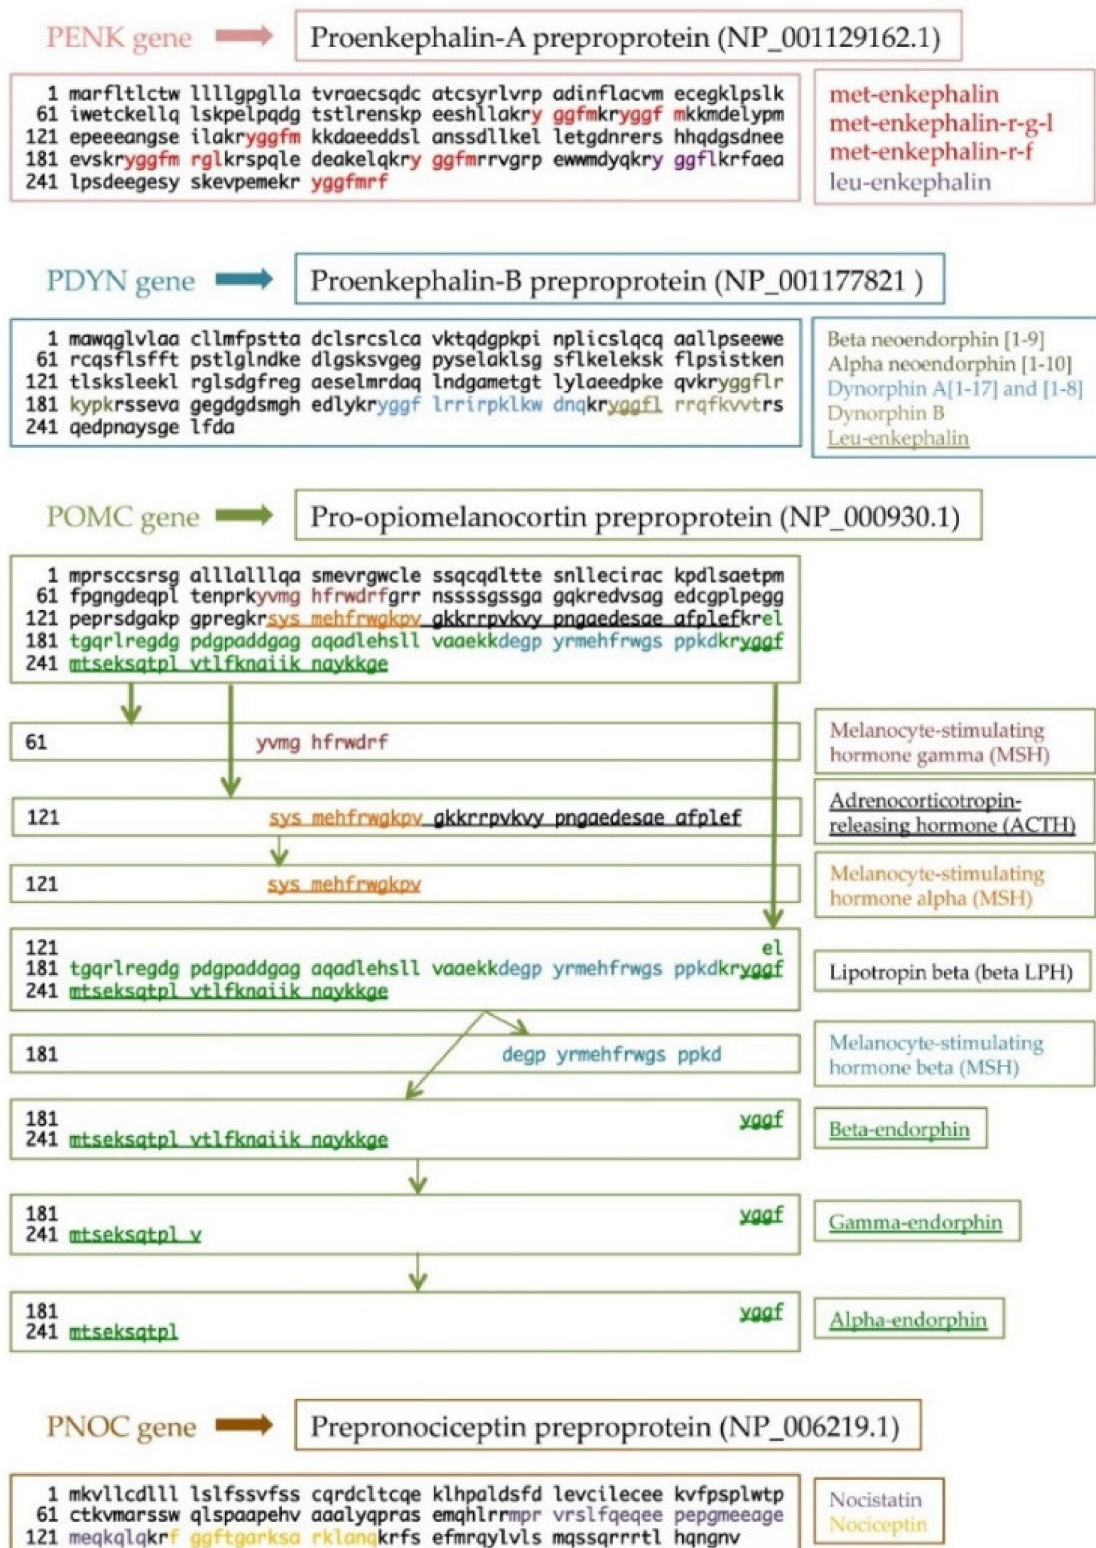 PENK gene
Proenkephalin-A preproprotein (NP_001129162.1)
1 marfltlctw llllgpglla tvraecsqdc atcsyrlvrp adinflacvm ecegklpslk
61 iwetckellq lskpelpqdg tstlrenskp eeshllakry ggfmkryggf mkkmdelypm
121 epeeeangse ilakryggfm kkdaeeddsl anssdllkel letgdnrers hhqdgsdnee
181 evskryggfm rglkrspqle deakelqkry ggfmrrvgrp ewwmdyqkry ggflkrfaea
241 lpsdeegesy skevpemekr yggfmrf
met-enkephalin
met-enkephalin-r-g-l
met-enkephalin-r-f
leu-enkephalin
PDYN gene
Proenkephalin-B preproprotein (NP_001177821 )
1 mawqglvlaa cllmfpstta dclsrcslca vktqdgpkpi nplicslqcq aallpseewe
61 rcqsflsfft pstlglndke dlgsksvgeg pyselaklsg sflkeleksk flpsistken
121 tlsksleekl rglsdgfreg aeselmrdaq lndgametgt lylaeedpke qvkryggflr
181 kypkrsseva gegdgdsmgh edlykryggf lrrirpklkw dnqkryggfl rrqfkvvtrs
241 qedpnaysge lfda
Beta neoendorphin [1-9]
Alpha neoendorphin [1-10]
Dynorphin A[1-17] and [1-8]
Dynorphin B
Leu-enkephalin
POMC gene
Pro-opiomelanocortin preproprotein (NP_000930.1)
1 mprsccsrsg alllalllqa smevrgwcle ssqcqdltte snllecirac kpdlsaetpm
61 fpgngdeqpl tenprkyvmg hfrwdrfgrr nssssgssga gqkredvsag edcgplpegg
121 peprsdgakp gpregkrsys mehfrwgkpv gkkrrpvkvy pngaedesae afplefkrel
181 tgqrlregdg pdgpaddgag aqadlehsll vaaekkdegp yrmehfrwgs ppkdkryggf
241 mtseksqtpl vtlfknaiik naykkge
61 yvmg hfrwdrf
Melanocyte-stimulating
hormone gamma (MSH)
121 sys mehfrwgkpv gkkrrpvkvy pngaedesae afplef
Adrenocorticotropin-
releasing hormone (ACTH)
121 sys mehfrwgkpv
Melanocyte-stimulating
hormone alpha (MSH)
121 el
181 tgqrlregdg pdgpaddgag aqadlehsll vaaekkdegp yrmehfrwgs ppkdkryggf
241 mtseksqtpl vtlfknaiik naykkge
Lipotropin beta (beta LPH)
181 degp yrmehfrwgs ppkd
Melanocyte-stimulating
hormone beta (MSH)
181 yggf
241 mtseksqtpl vtlfknaiik naykkge
Beta-endorphin
181 yggf
241 mtseksqtpl v
Gamma-endorphin
181 yggf
241 mtseksqtpl
Alpha-endorphin
PNOC gene
Prepronociceptin preproprotein (NP_006219.1)
1 mkvllcdlll lslfssvfss cqrdcltcqe klhpaldsfd levcilecee kvfpsplwtp
61 ctkvmarssw qlspaapehv aaalyqpras emqhlrrmpr vrslfqeqee pepgmeeage
121 meqkqlqkrf ggftgarksa rklanqkrfs efmrqylvls mqssqrrrtl hqngnv
Nocistatin
Nociceptin